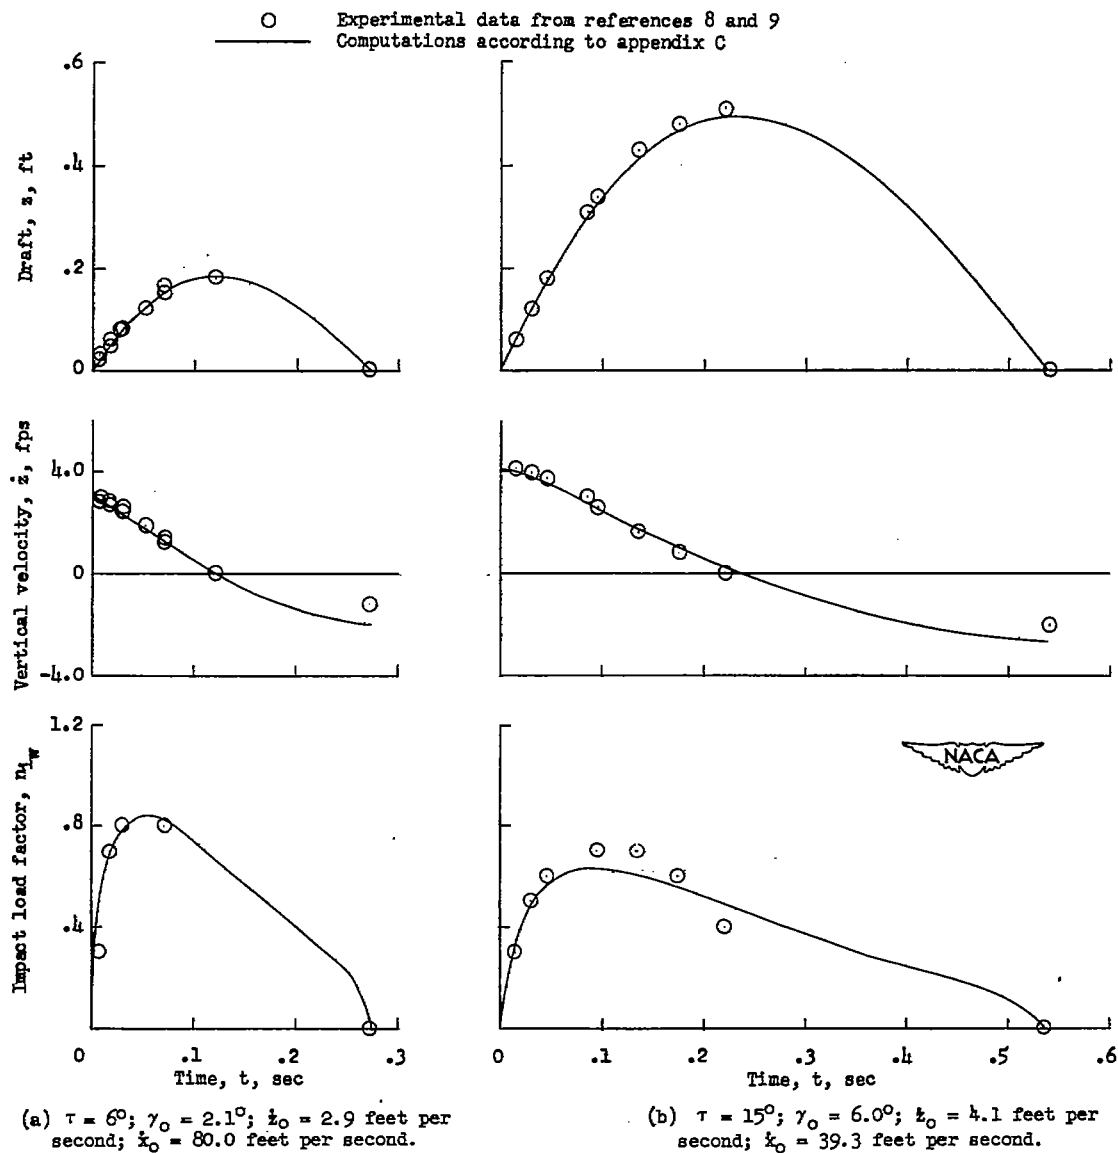 Experimental data from references 8 and 9
Computations according to appendix C
.6
.4
.2
0
Draft, z, ft
4.0
0
-4.0
Vertical velocity, ż, fps
1.2
.8
.4
Impact load factor, n_{i_w}
NACA
0 .1 .2 .3
Time, t, sec
0 .1 .2 .3 .4 .5 .6
Time, t, sec
(a) τ = 6°; γ₀ = 2.1°; ż₀ = 2.9 feet per
second; ẋ₀ = 80.0 feet per second.
(b) τ = 15°; γ₀ = 6.0°; ż₀ = 4.1 feet per
second; ẋ₀ = 39.3 feet per second.